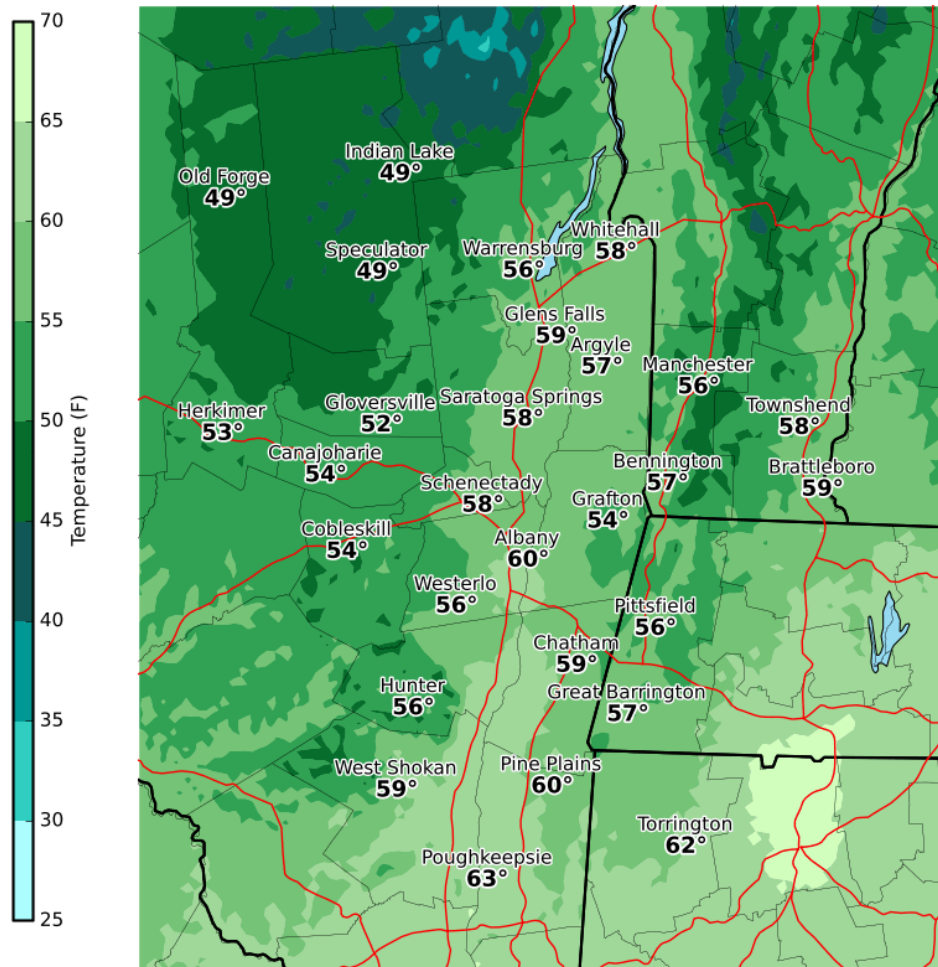 70
65
60
55
50
45
40
35
30
25
Temperature (F)
Indian Lake
49°
Old Forge
49°
Whitehall
58°
Speculator
49°
Warrensburg
56°
Glens Falls
59°
Argyle
57°
Manchester
56°
Saratoga Springs
58°
Gloversville
52°
Herkimer
53°
Townshend
58°
Canajoharie
54°
Bennington
57°
Brattleboro
59°
Schenectady
58°
Grafton
54°
Cobleskill
54°
Albany
60°
Westerlo
56°
Pittsfield
56°
Chatham
59°
Hunter
56°
Great Barrington
57°
West Shokan
59°
Pine Plains
60°
Torrington
62°
Poughkeepsie
63°